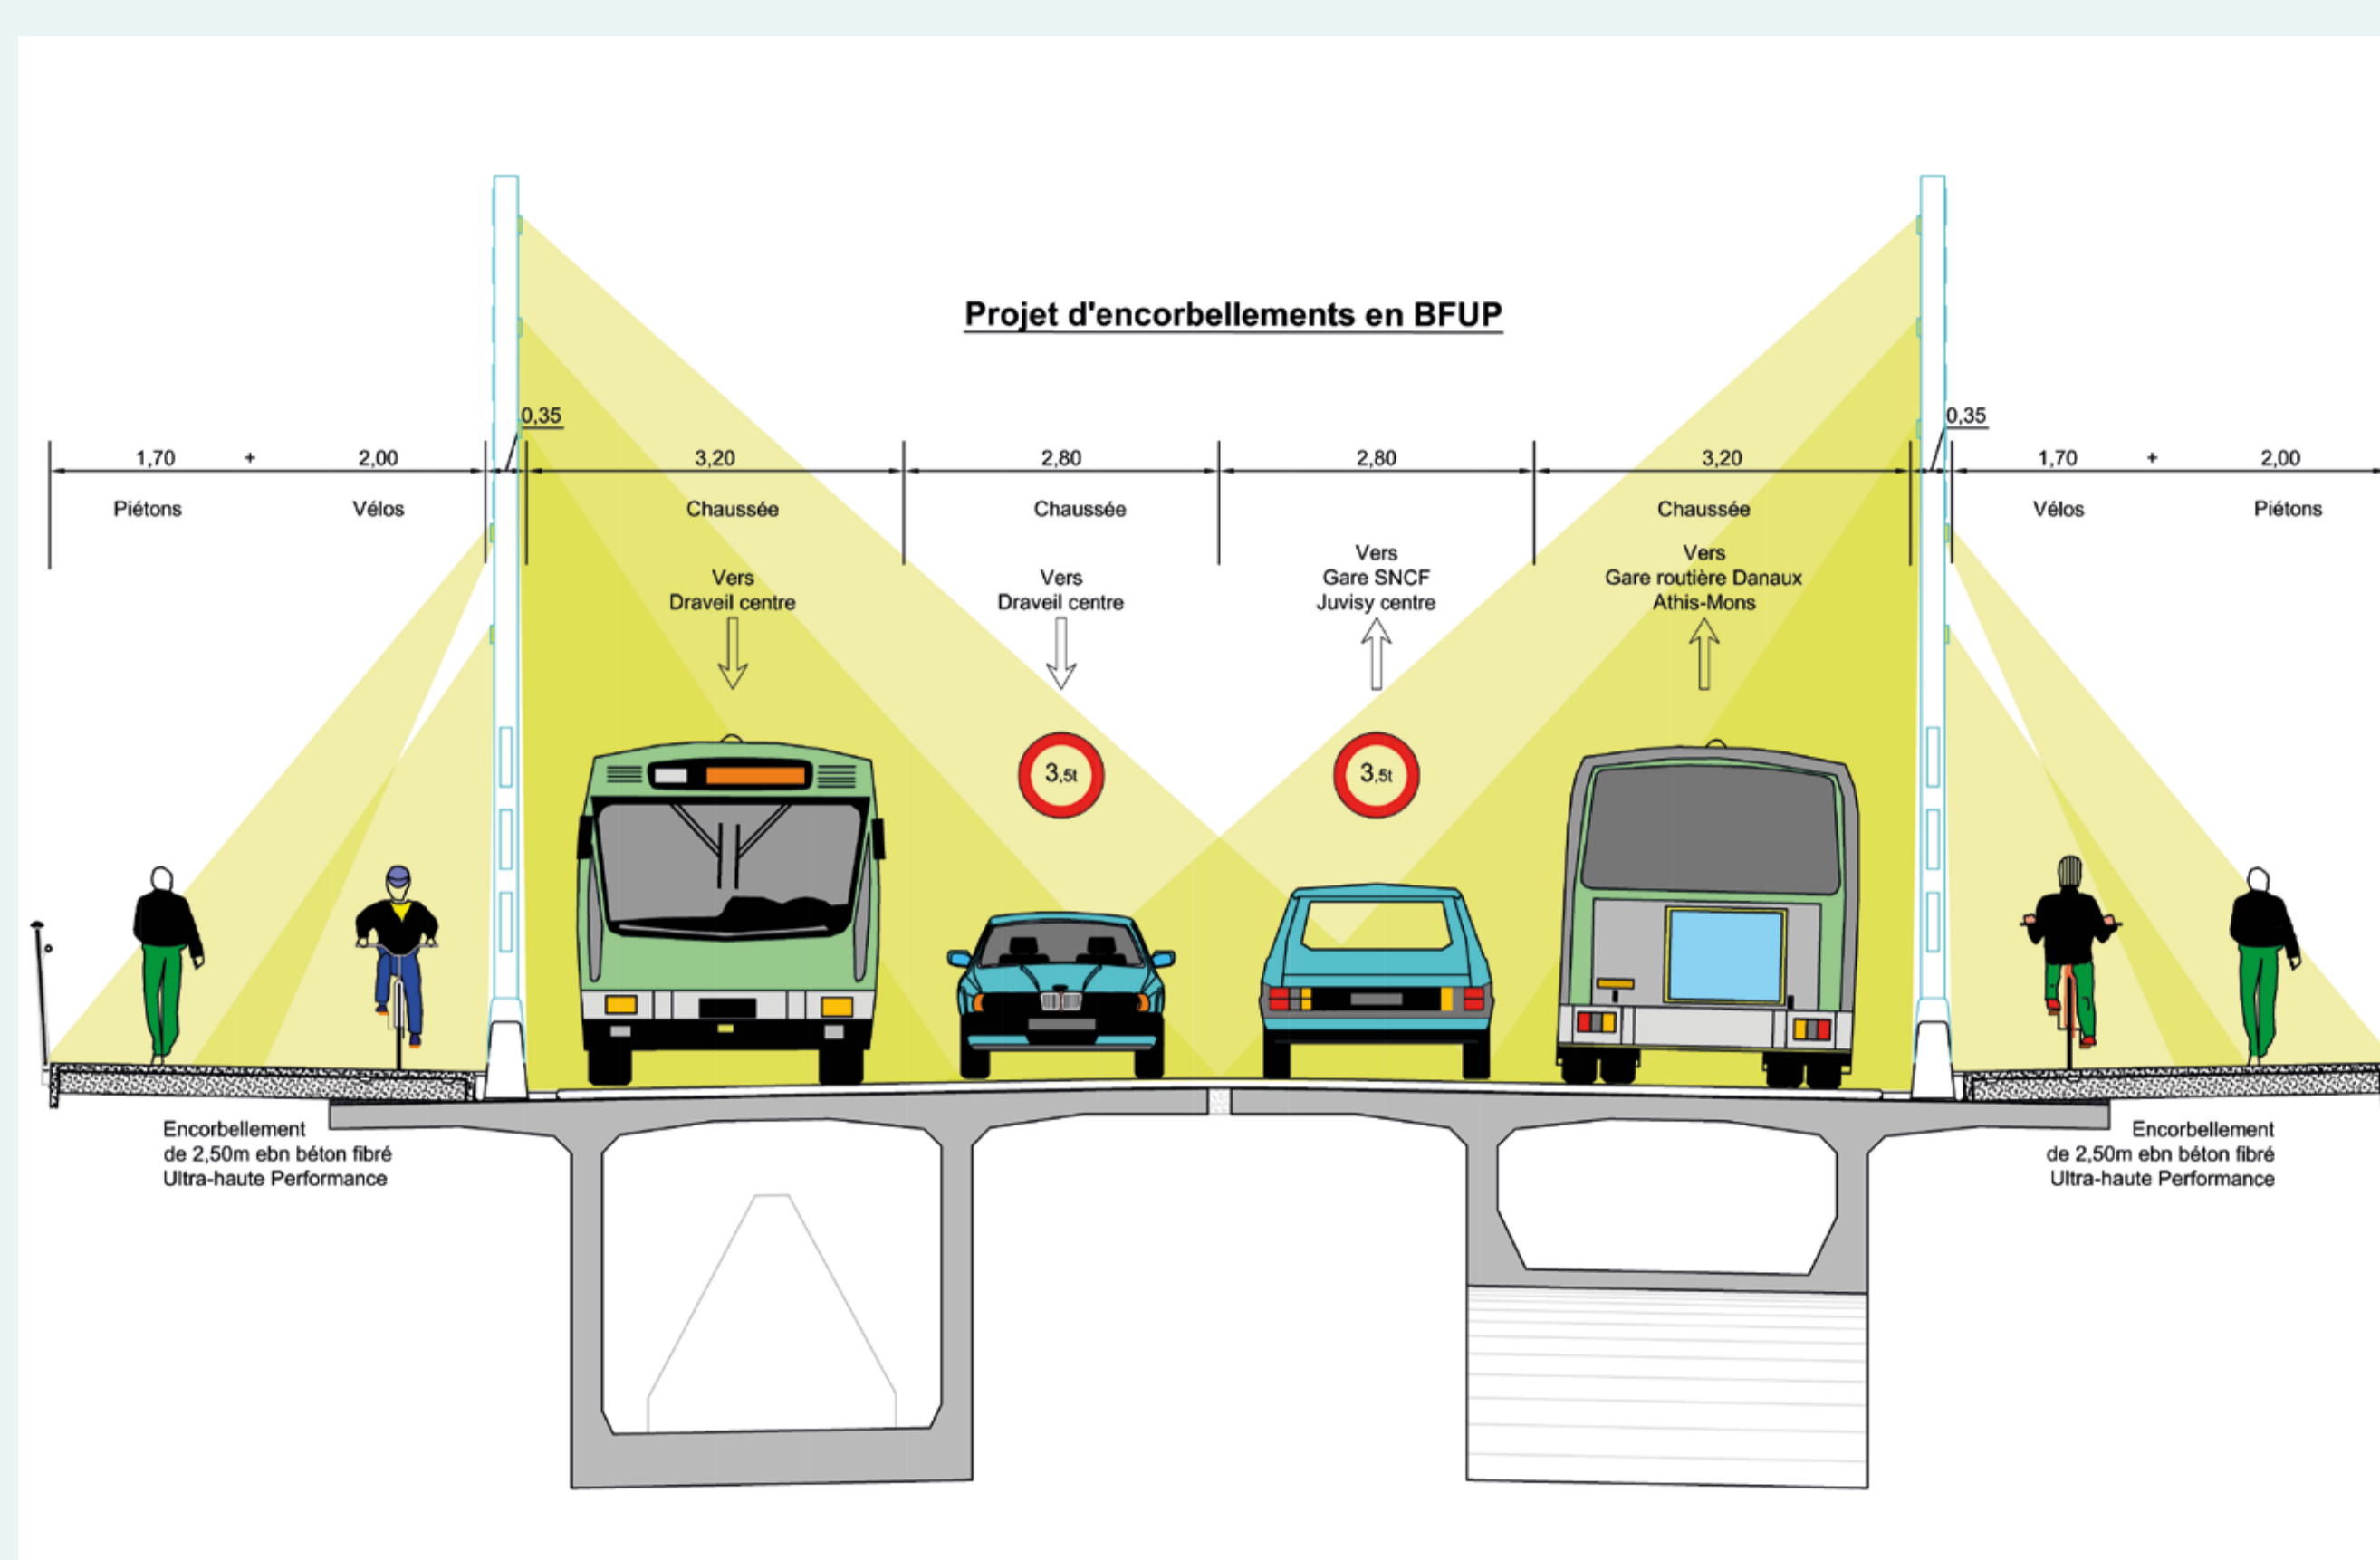 Projet d'encorbellements en BFUP
0,35
0,35
1,70 + 2,00 3,20 2,80 2,80 3,20 1,70 + 2,00
Piétons Vélos Chaussée Chaussée Chaussée Vélos Piétons
Vers
Draveil centre
Vers
Draveil centre
Vers
Gare SNCF
Juvisy centre
Vers
Gare routière Danaux
Athis-Mons
3,5t
3,5t
Encorbellement
de 2,50m ebn béton fibré
Ultra-haute Performance
Encorbellement
de 2,50m ebn béton fibré
Ultra-haute Performance